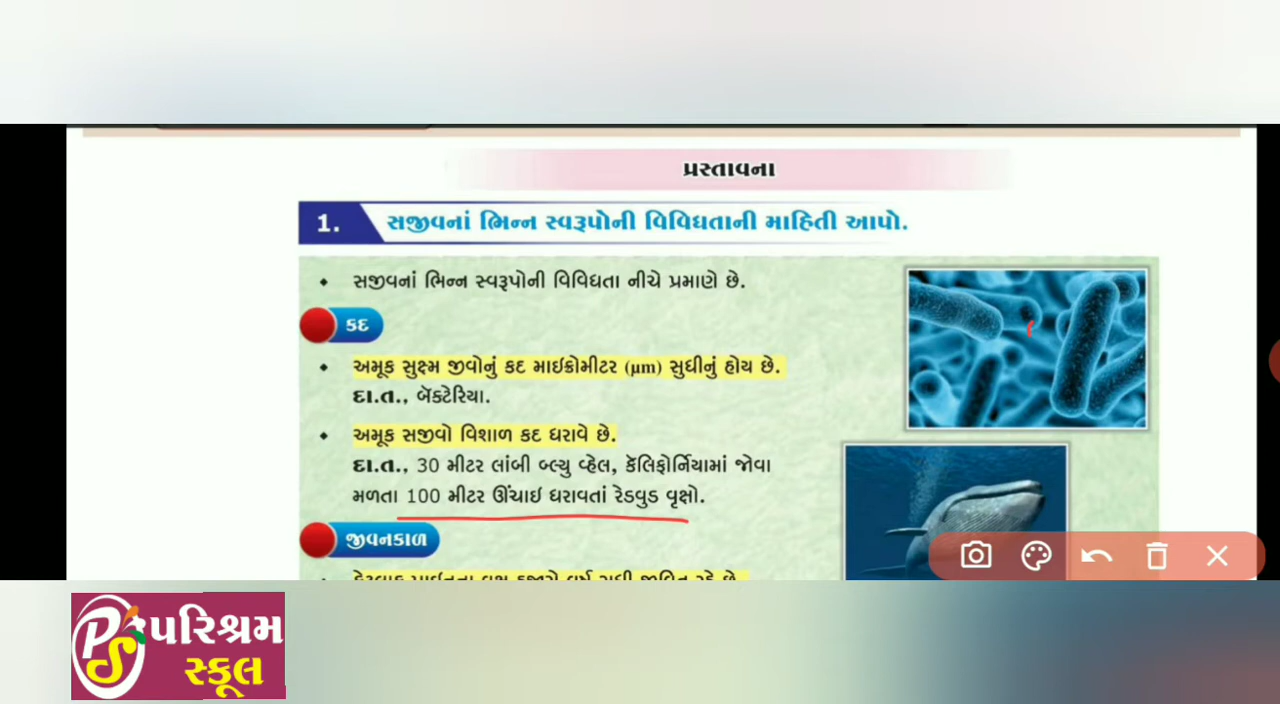 પ્રસ્તાવના
1. સજીવનાં ભિન્ન સ્વરૂપોની વિવિધતાની માહિતી આપો.
⬥ સજીવનાં ભિન્ન સ્વરૂપોની વિવિધતા નીચે પ્રમાણે છે.
કદ
⬥ અમૂક સુક્ષ્મ જીવોનું કદ માઈક્રોમીટર (μm) સુધીનું હોય છે.
દા.ત., બૅક્ટેરિયા.
⬥ અમૂક સજીવો વિશાળ કદ ધરાવે છે.
દા.ત., 30 મીટર લાંબી બ્લ્યુ વ્હેલ, કૅલિફોર્નિયામાં જોવા
મળતા 100 મીટર ઊંચાઇ ધરાવતાં રેડવુડ વૃક્ષો.
જીવનકાળ
PS પરિશ્રમ
સ્કૂલ